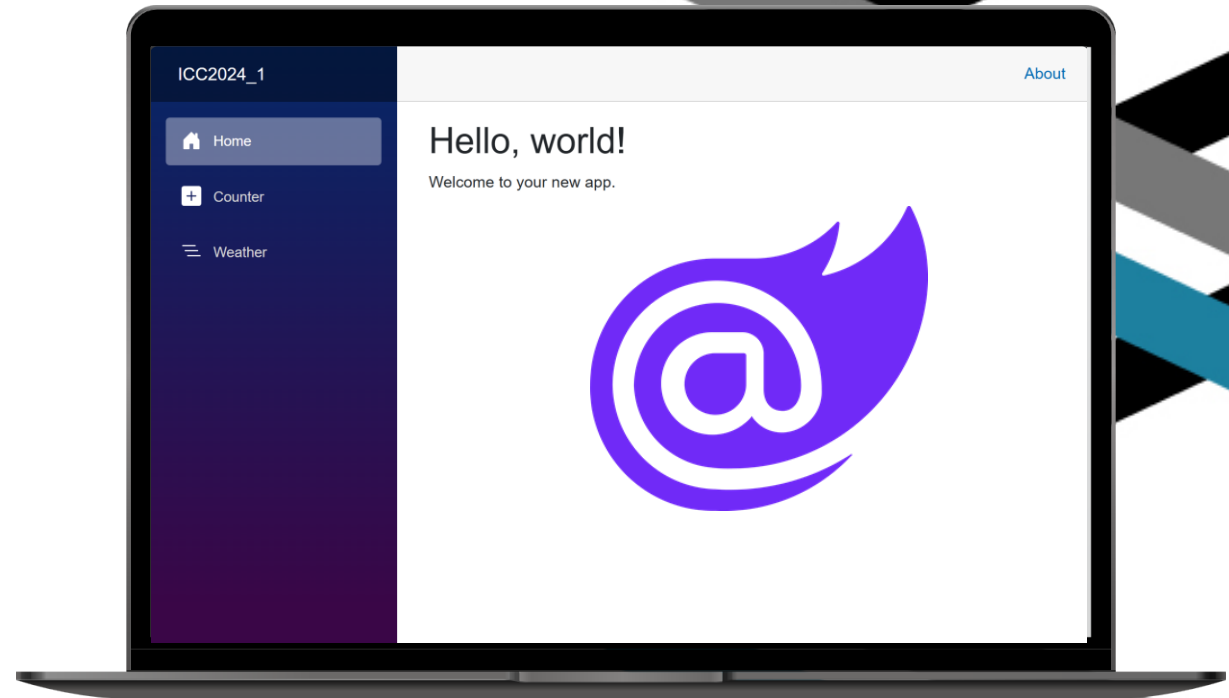 ICC2024_1
About
Home
Counter
Weather
Hello, world!
Welcome to your new app.